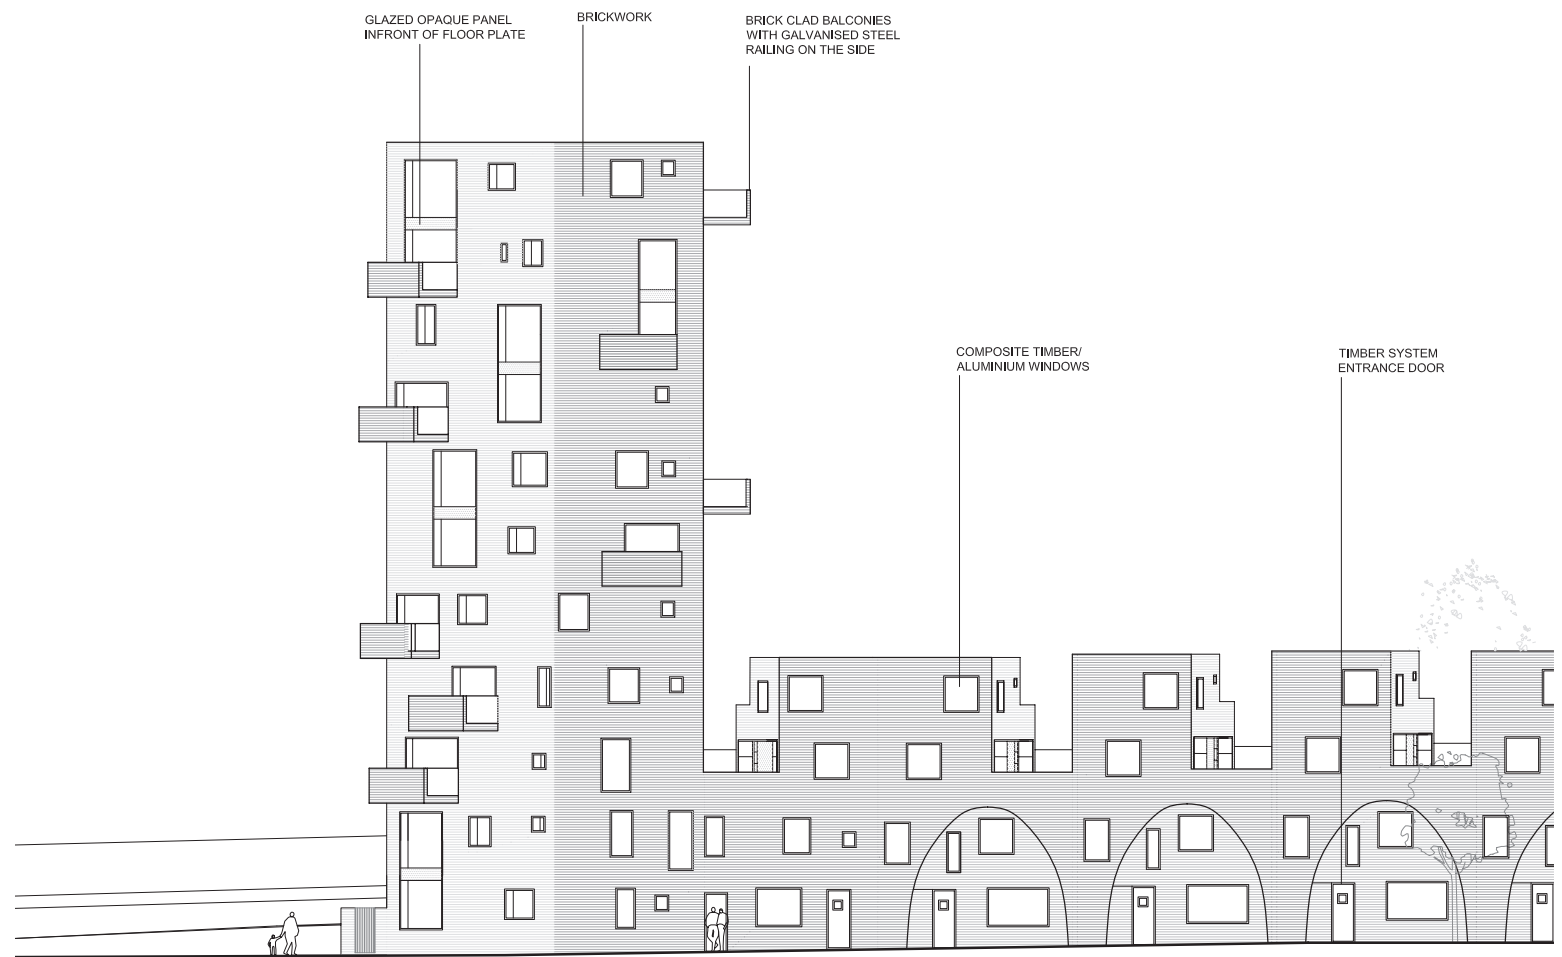 GLAZED OPAQUE PANEL
INFRONT OF FLOOR PLATE
BRICKWORK
BRICK CLAD BALCONIES
WITH GALVANISED STEEL
RAILING ON THE SIDE
COMPOSITE TIMBER/
ALUMINIUM WINDOWS
TIMBER SYSTEM
ENTRANCE DOOR